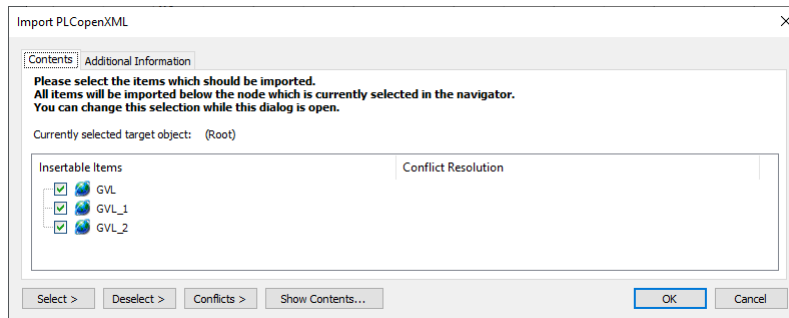 Import PLCopenXML
Contents Additional Information
Please select the items which should be imported.
All items will be imported below the node which is currently selected in the navigator.
You can change this selection while this dialog is open.
Currently selected target object: (Root)
Insertable Items Conflict Resolution
GVL
GVL_1
GVL_2
Select > Deselect > Conflicts > Show Contents... OK Cancel